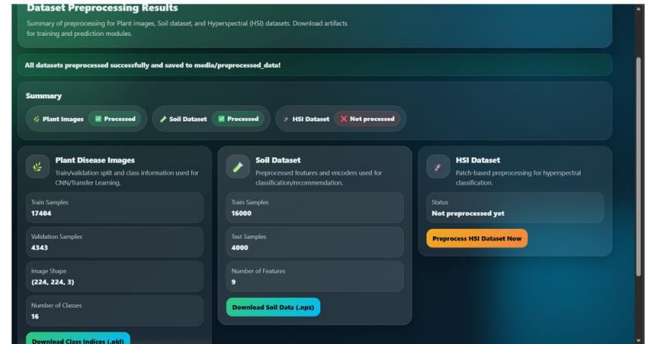 Dataset Preprocessing Results
Summary of preprocessing for Plant images, Soil dataset, and Hyperspectral (HSI) datasets. Download artifacts
for training and prediction modules.
All datasets preprocessed successfully and saved to media/preprocessed_data!
Summary
Plant Images Processed
Soil Dataset Processed
HSI Dataset Not processed
Plant Disease Images
Train/validation split and class information used for
CNN/Transfer Learning.
Train Samples
17404
Validation Samples
4343
Image Shape
(224, 224, 3)
Number of Classes
16
Download Class Indices (.pkl)
Soil Dataset
Preprocessed features and encoders used for
classification/recommendation.
Train Samples
16000
Test Samples
4000
Number of Features
9
Download Soil Data (.npz)
HSI Dataset
Patch-based preprocessing for hyperspectral
classification.
Status
Not preprocessed yet
Preprocess HSI Dataset Now